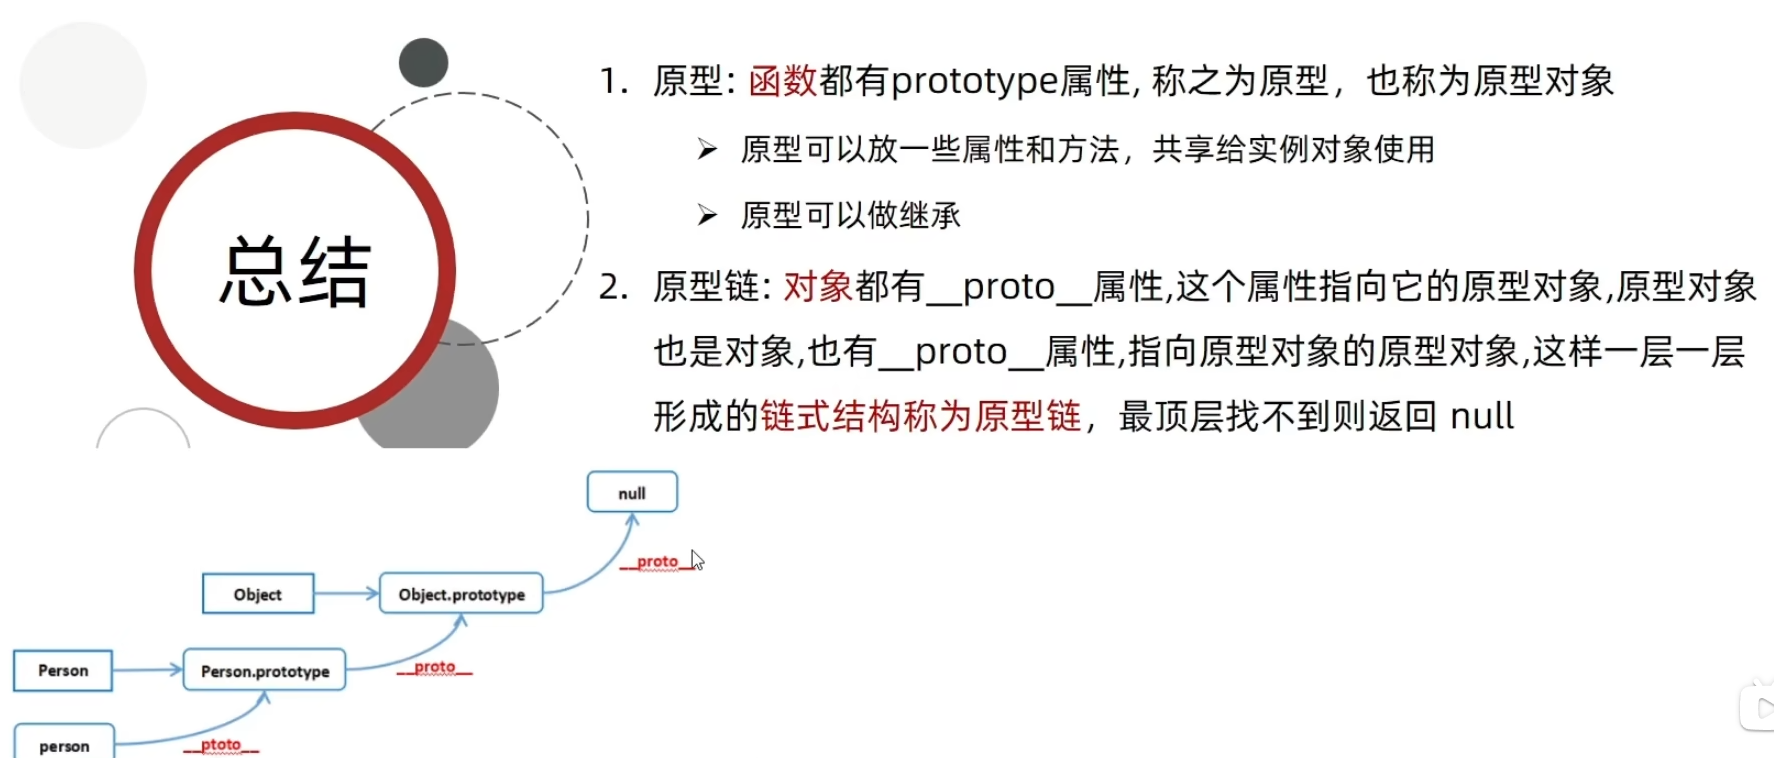 总结
1. 原型: 函数都有prototype属性, 称之为原型，也称为原型对象
➢ 原型可以放一些属性和方法，共享给实例对象使用
➢ 原型可以做继承
2. 原型链: 对象都有__proto__属性,这个属性指向它的原型对象,原型对象
也是对象,也有__proto__属性,指向原型对象的原型对象,这样一层一层
形成的链式结构称为原型链，最顶层找不到则返回 null
null
__proto__
Object
Object.prototype
__proto__
Person
Person.prototype
__ptoto__
person